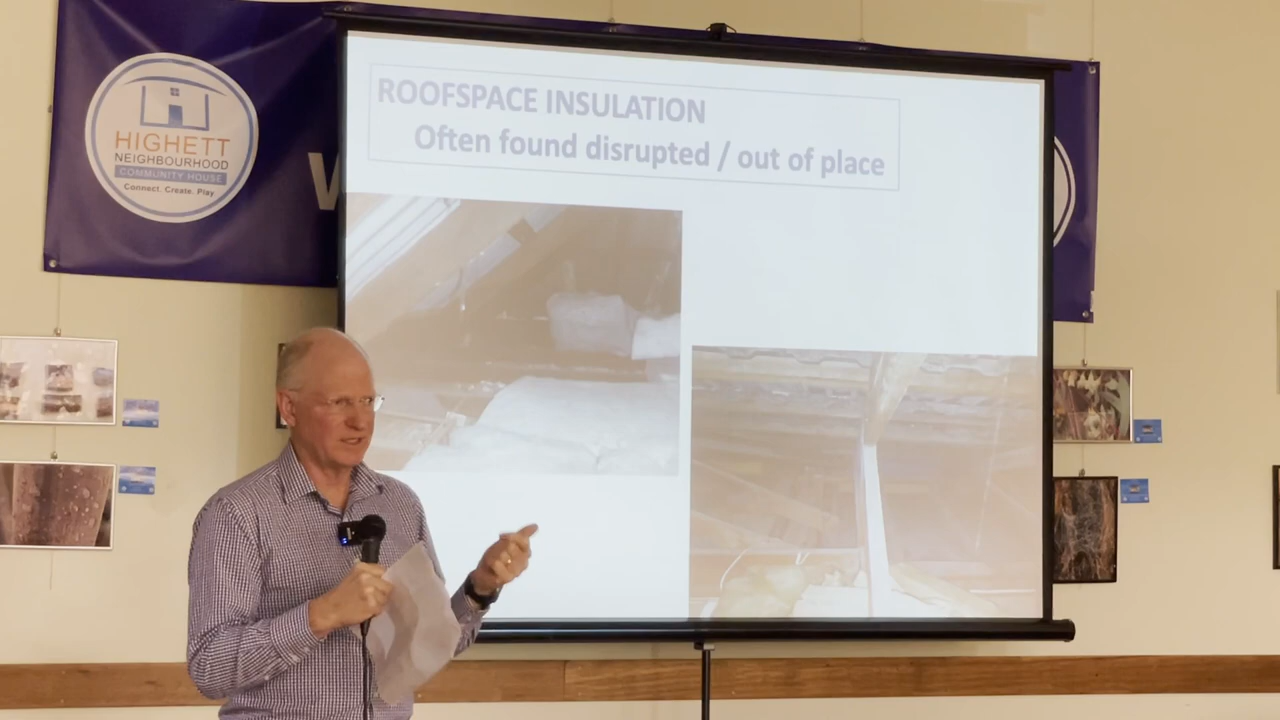 HIGHETT
NEIGHBOURHOOD
COMMUNITY HOUSE
Connect. Create. Play
ROOFSPACE INSULATION
Often found disrupted / out of place